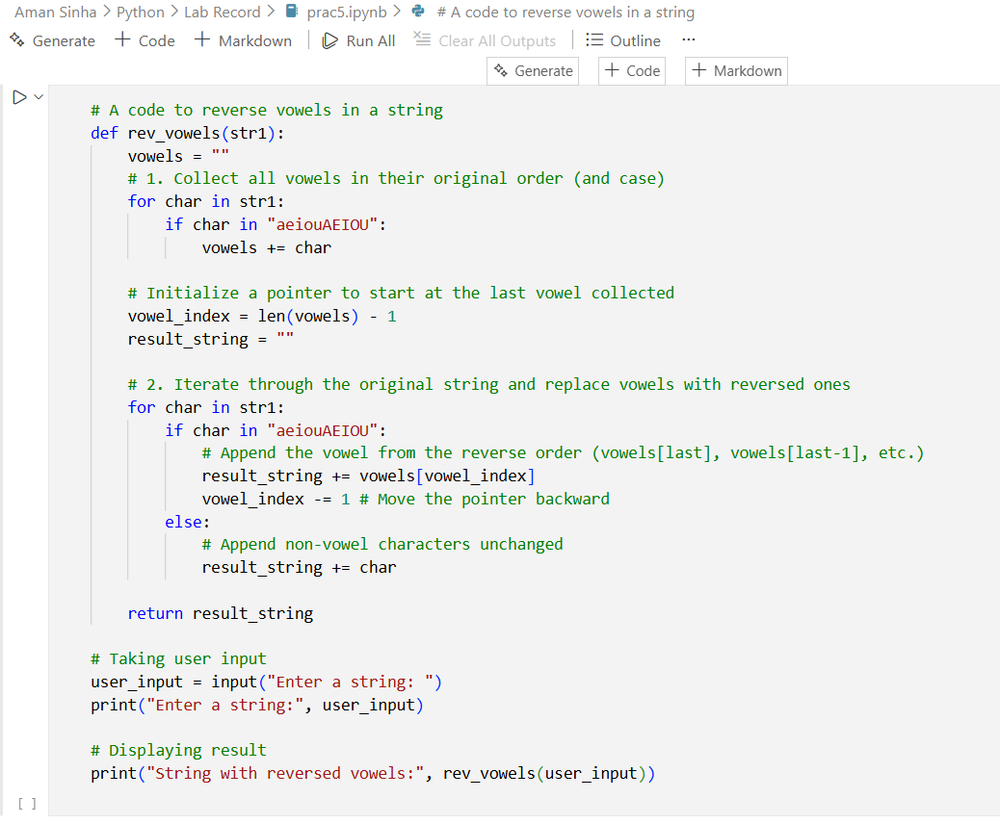 Aman Sinha > Python > Lab Record > prac5.ipynb > # A code to reverse vowels in a string
Generate + Code + Markdown | Run All Clear All Outputs | Outline ...
Generate + Code + Markdown
# A code to reverse vowels in a string
def rev_vowels(str1):
    vowels = ""
    # 1. Collect all vowels in their original order (and case)
    for char in str1:
        if char in "aeiouAEIOU":
            vowels += char

    # Initialize a pointer to start at the last vowel collected
    vowel_index = len(vowels) - 1
    result_string = ""

    # 2. Iterate through the original string and replace vowels with reversed ones
    for char in str1:
        if char in "aeiouAEIOU":
            # Append the vowel from the reverse order (vowels[last], vowels[last-1], etc.)
            result_string += vowels[vowel_index]
            vowel_index -= 1 # Move the pointer backward
        else:
            # Append non-vowel characters unchanged
            result_string += char

    return result_string

# Taking user input
user_input = input("Enter a string: ")
print("Enter a string:", user_input)

# Displaying result
print("String with reversed vowels:", rev_vowels(user_input))
[ ]